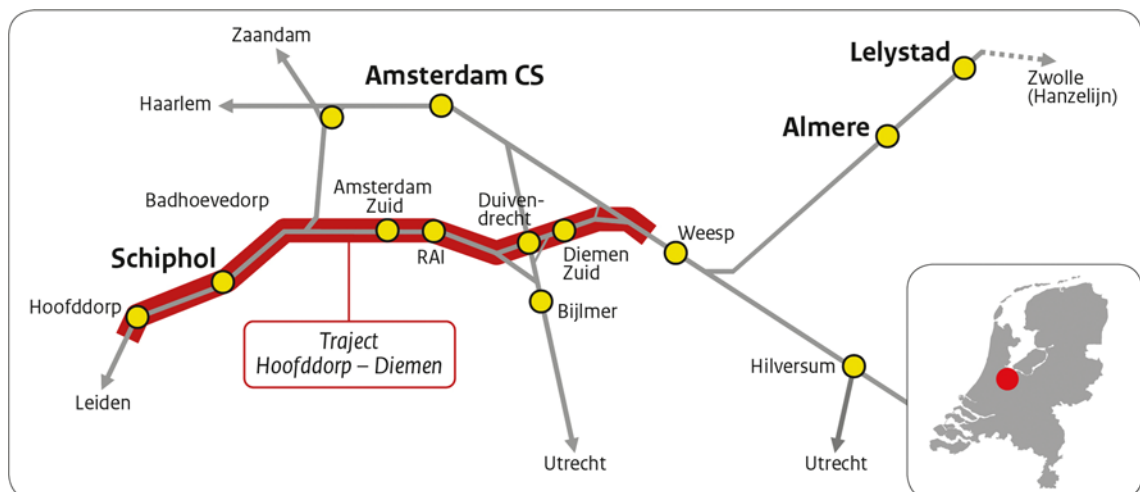 Zaandam
Lelystad
Amsterdam CS
Zwolle
(Hanzelijn)
Haarlem
Almere
Badhoevedorp
Amsterdam
Zuid
Duiven-
drecht
Weesp
Schiphol
RAI
Diemen
Zuid
Hoofddorp
Bijlmer
Traject
Hoofddorp – Diemen
Hilversum
Leiden
Utrecht
Utrecht